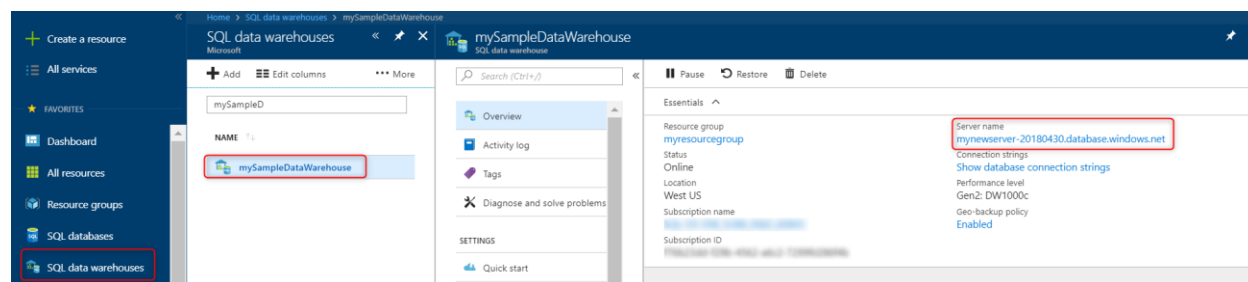 Home > SQL data warehouses > mySampleDataWarehouse
Create a resource
All services
FAVORITES
Dashboard
All resources
Resource groups
SQL databases
SQL data warehouses
SQL data warehouses
Microsoft
Add Edit columns More
mySampleD
NAME
mySampleDataWarehouse
mySampleDataWarehouse
SQL data warehouse
Search (Ctrl+/)
Overview
Activity log
Tags
Diagnose and solve problems
SETTINGS
Quick start
Pause Restore Delete
Essentials
Resource group
myresourcegroup
Status
Online
Location
West US
Subscription name
Subscription ID
Server name
mynewserver-20180430.database.windows.net
Connection strings
Show database connection strings
Performance level
Gen2: DW1000c
Geo-backup policy
Enabled